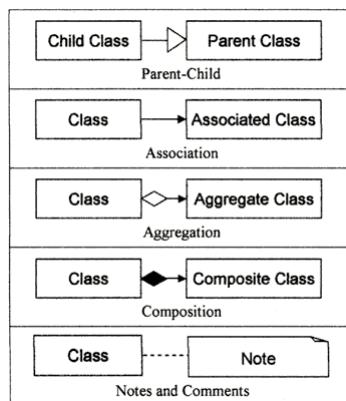 Child Class Parent Class
Parent-Child
Class Associated Class
Association
Class Aggregate Class
Aggregation
Class Composite Class
Composition
Class Note
Notes and Comments